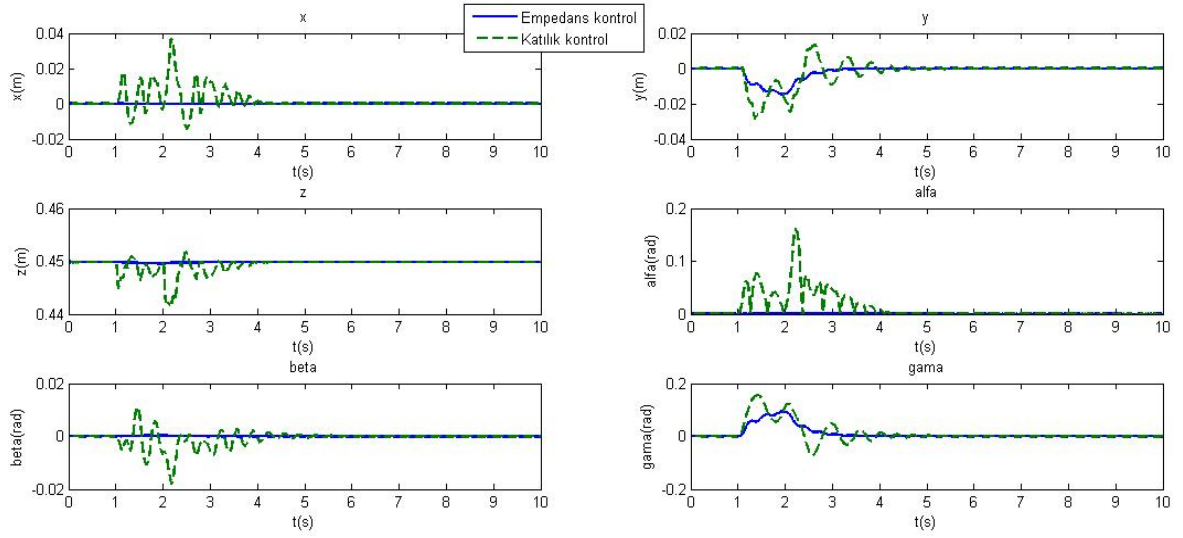 x
Empedans kontrol
Katılık kontrol
y
0.04
0.02
0
-0.02
x(m)
0 1 2 3 4 5 6 7 8 9 10
t(s)
0.02
0
-0.02
-0.04
y(m)
0 1 2 3 4 5 6 7 8 9 10
t(s)
z
0.46
0.45
0.44
z(m)
0 1 2 3 4 5 6 7 8 9 10
t(s)
alfa
0.2
0.1
0
alfa(rad)
0 1 2 3 4 5 6 7 8 9 10
t(s)
beta
0.02
0
-0.02
beta(rad)
0 1 2 3 4 5 6 7 8 9 10
t(s)
gama
0.2
0
-0.2
gama(rad)
0 1 2 3 4 5 6 7 8 9 10
t(s)